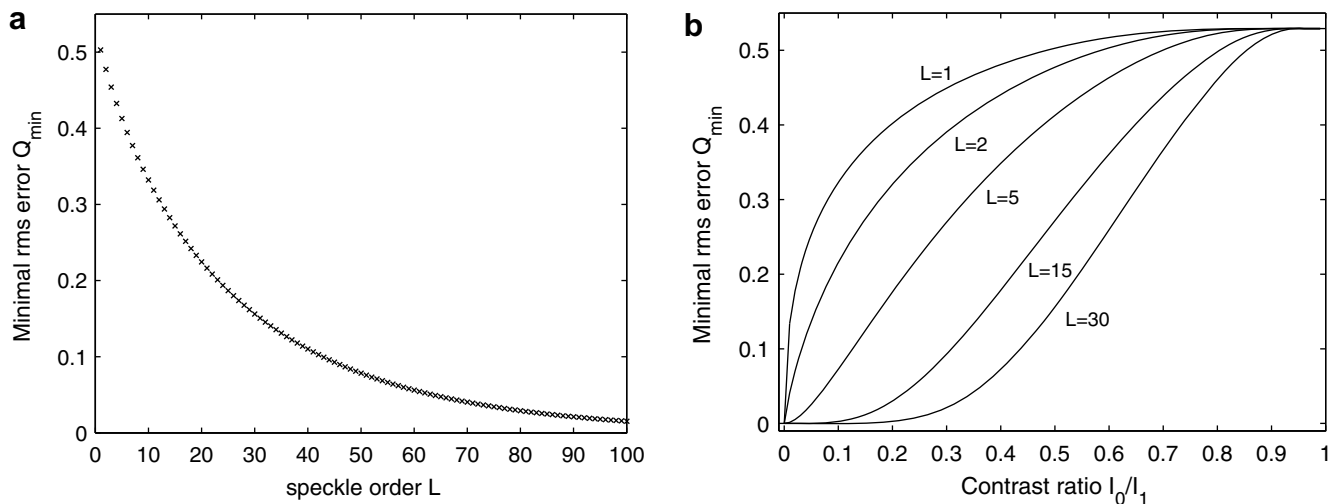 a
Minimal rms error Q_min
0.5
0.4
0.3
0.2
0.1
0
0 10 20 30 40 50 60 70 80 90 100
speckle order L
b
Minimal rms error Q_min
0.5
0.4
0.3
0.2
0.1
0
L=1
L=2
L=5
L=15
L=30
0 0.1 0.2 0.3 0.4 0.5 0.6 0.7 0.8 0.9 1
Contrast ratio I_0/I_1